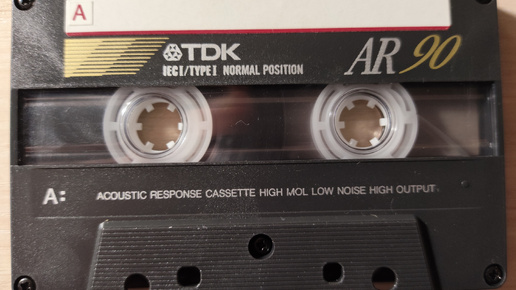 A
TDK AR 90
IEC I/TYPE I NORMAL POSITION
A: ACOUSTIC RESPONSE CASSETTE HIGH MOL LOW NOISE HIGH OUTPUT